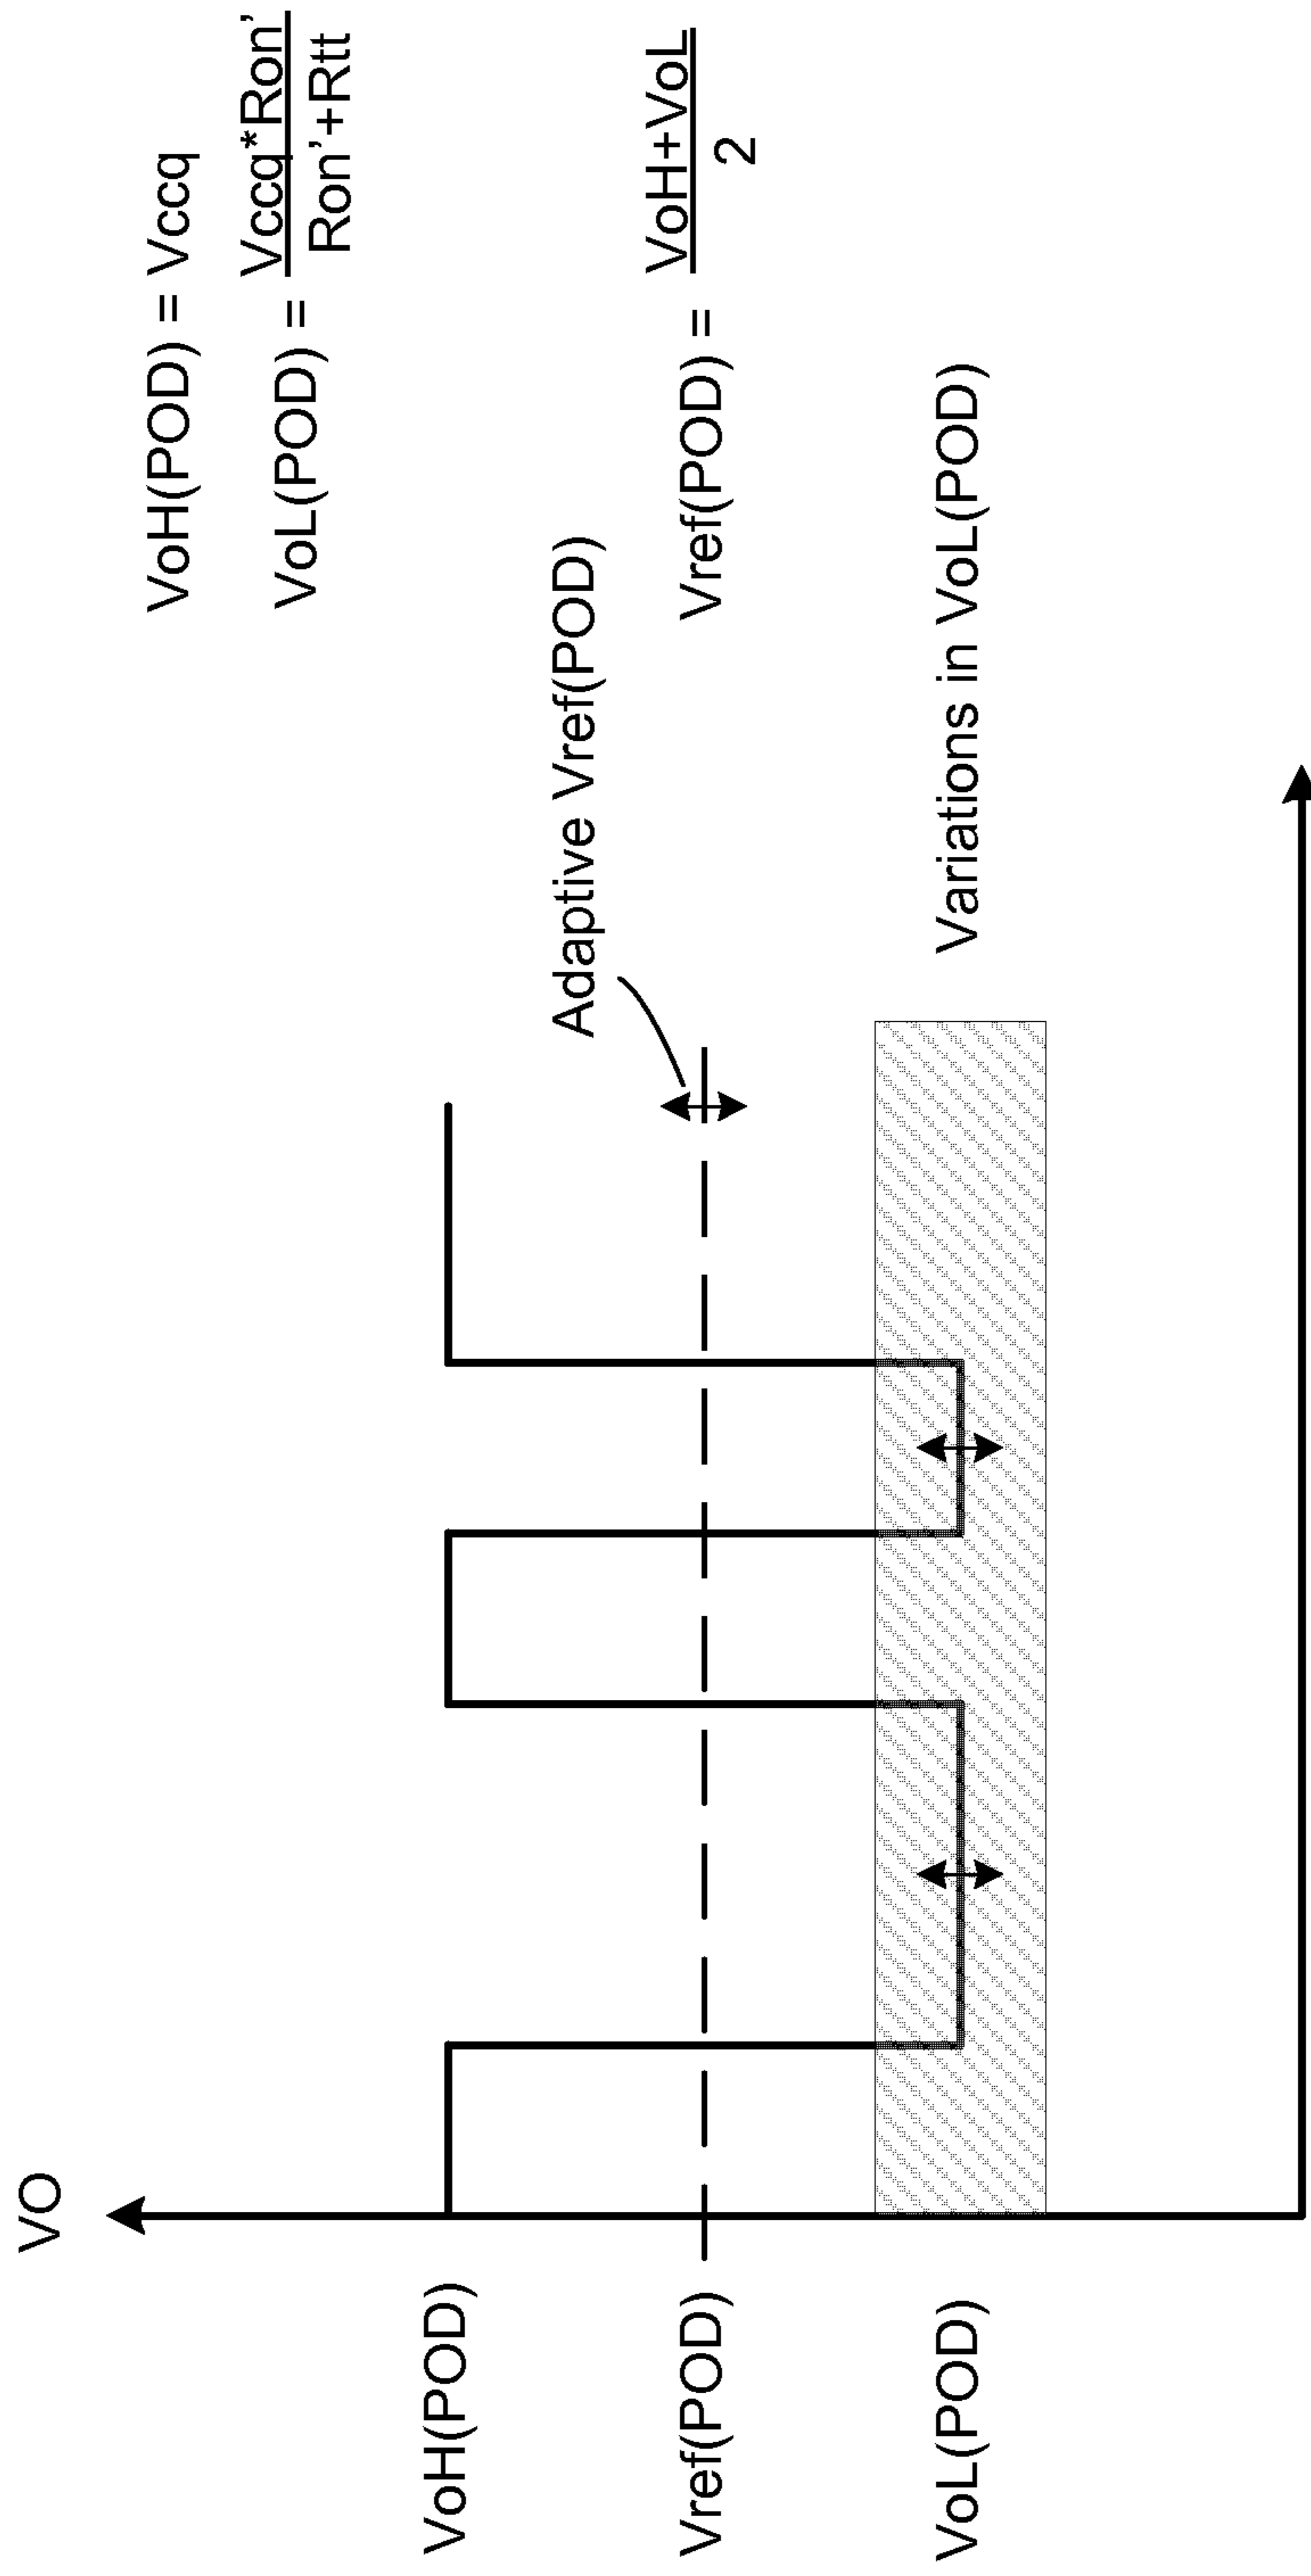 VO
VoH(POD) = Vccq
VoL(POD) = Vccq*Ron’
Ron’+Rtt
VoH(POD)
Adaptive Vref(POD)
Vref(POD)
Vref(POD) = VoH+VoL
2
VoL(POD)
Variations in VoL(POD)